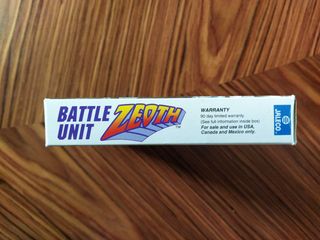 BATTLE
UNIT
ZEOTH™
WARRANTY
90 day limited warranty
(See full information inside box)
For sale and use in USA,
Canada and Mexico only.
JALECO